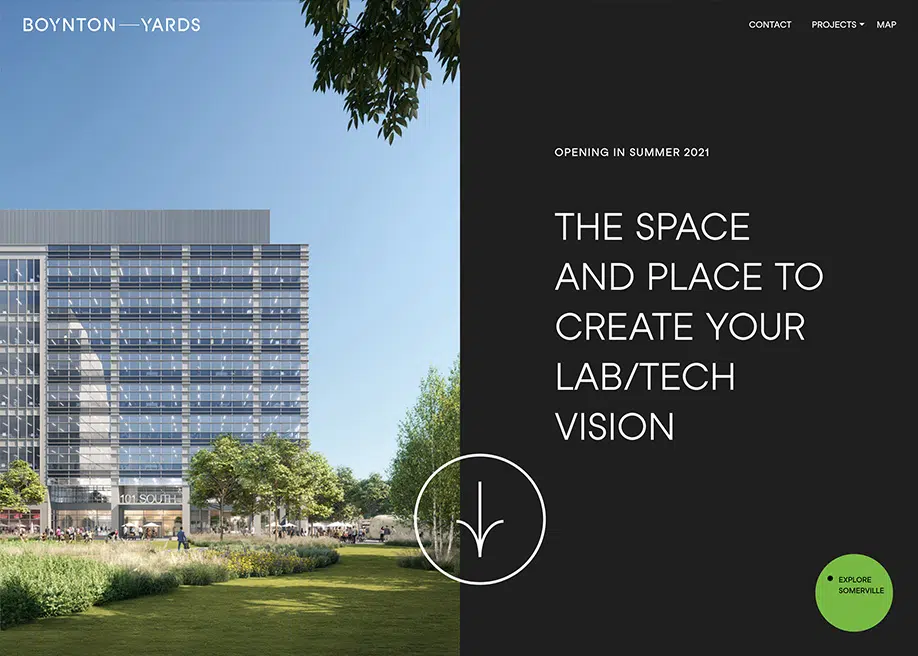 BOYNTON—YARDS
CONTACT
PROJECTS
MAP
OPENING IN SUMMER 2021
THE SPACE
AND PLACE TO
CREATE YOUR
LAB/TECH
VISION
101 SOUTH
EXPLORE
SOMERVILLE